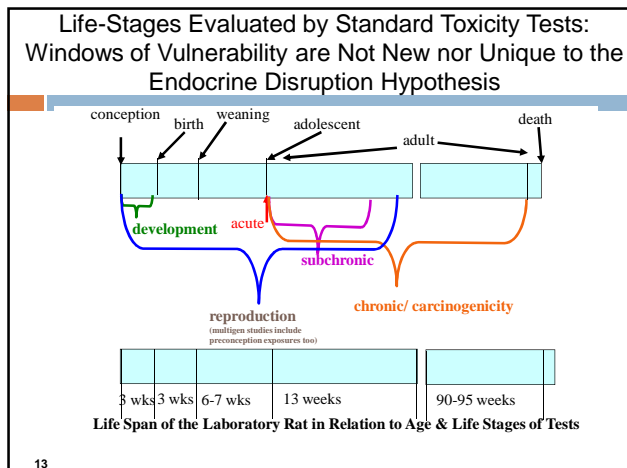 Life-Stages Evaluated by Standard Toxicity Tests:
Windows of Vulnerability are Not New nor Unique to the
Endocrine Disruption Hypothesis
conception
birth
weaning
adolescent
adult
death
development
acute
subchronic
chronic/ carcinogenicity
reproduction
(multigen studies include
preconception exposures too)
3 wks
3 wks
6-7 wks
13 weeks
90-95 weeks
Life Span of the Laboratory Rat in Relation to Age & Life Stages of Tests
13